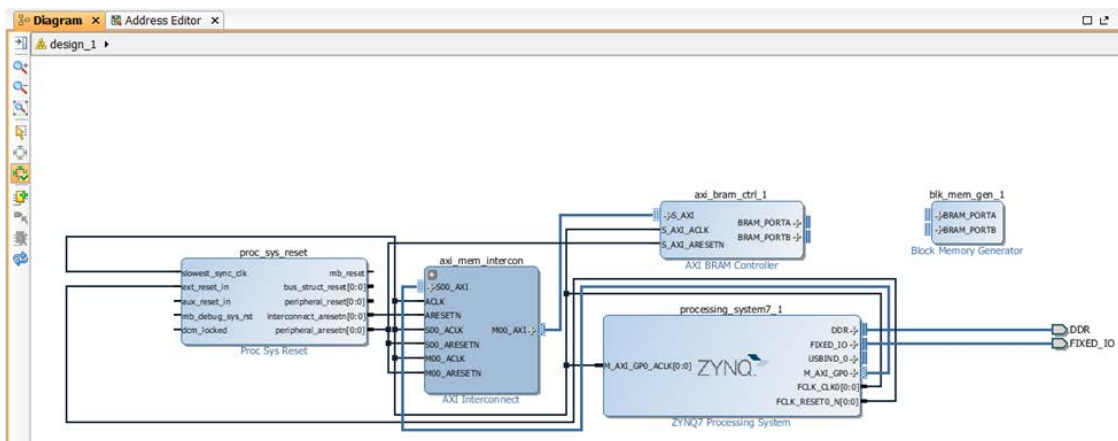 Diagram
Address Editor
design_1
proc_sys_reset
slowest_sync_clk
ext_reset_in
aux_reset_in
mb_debug_sys_rst
dcm_locked
mb_reset
bus_struct_reset[0:0]
peripheral_reset[0:0]
interconnect_aresetn[0:0]
peripheral_aresetn[0:0]
Proc Sys Reset
axi_mem_intercon
S00_AXI
ACLK
ARESETN
S00_ACLK
S00_ARESETN
M00_ACLK
M00_ARESETN
M00_AXI
AXI Interconnect
axi_bram_ctrl_1
S_AXI
S_AXI_ACLK
S_AXI_ARESETN
BRAM_PORTA
BRAM_PORTB
AXI BRAM Controller
blk_mem_gen_1
BRAM_PORTA
BRAM_PORTB
Block Memory Generator
processing_system7_1
M_AXI_GP0_ACLK[0:0]
ZYNQ
DDR
FIXED_IO
USBIND_0
M_AXI_GP0
FCLK_CLK0[0:0]
FCLK_RESET0_N[0:0]
ZYNQ7 Processing System
DDR
FIXED_IO